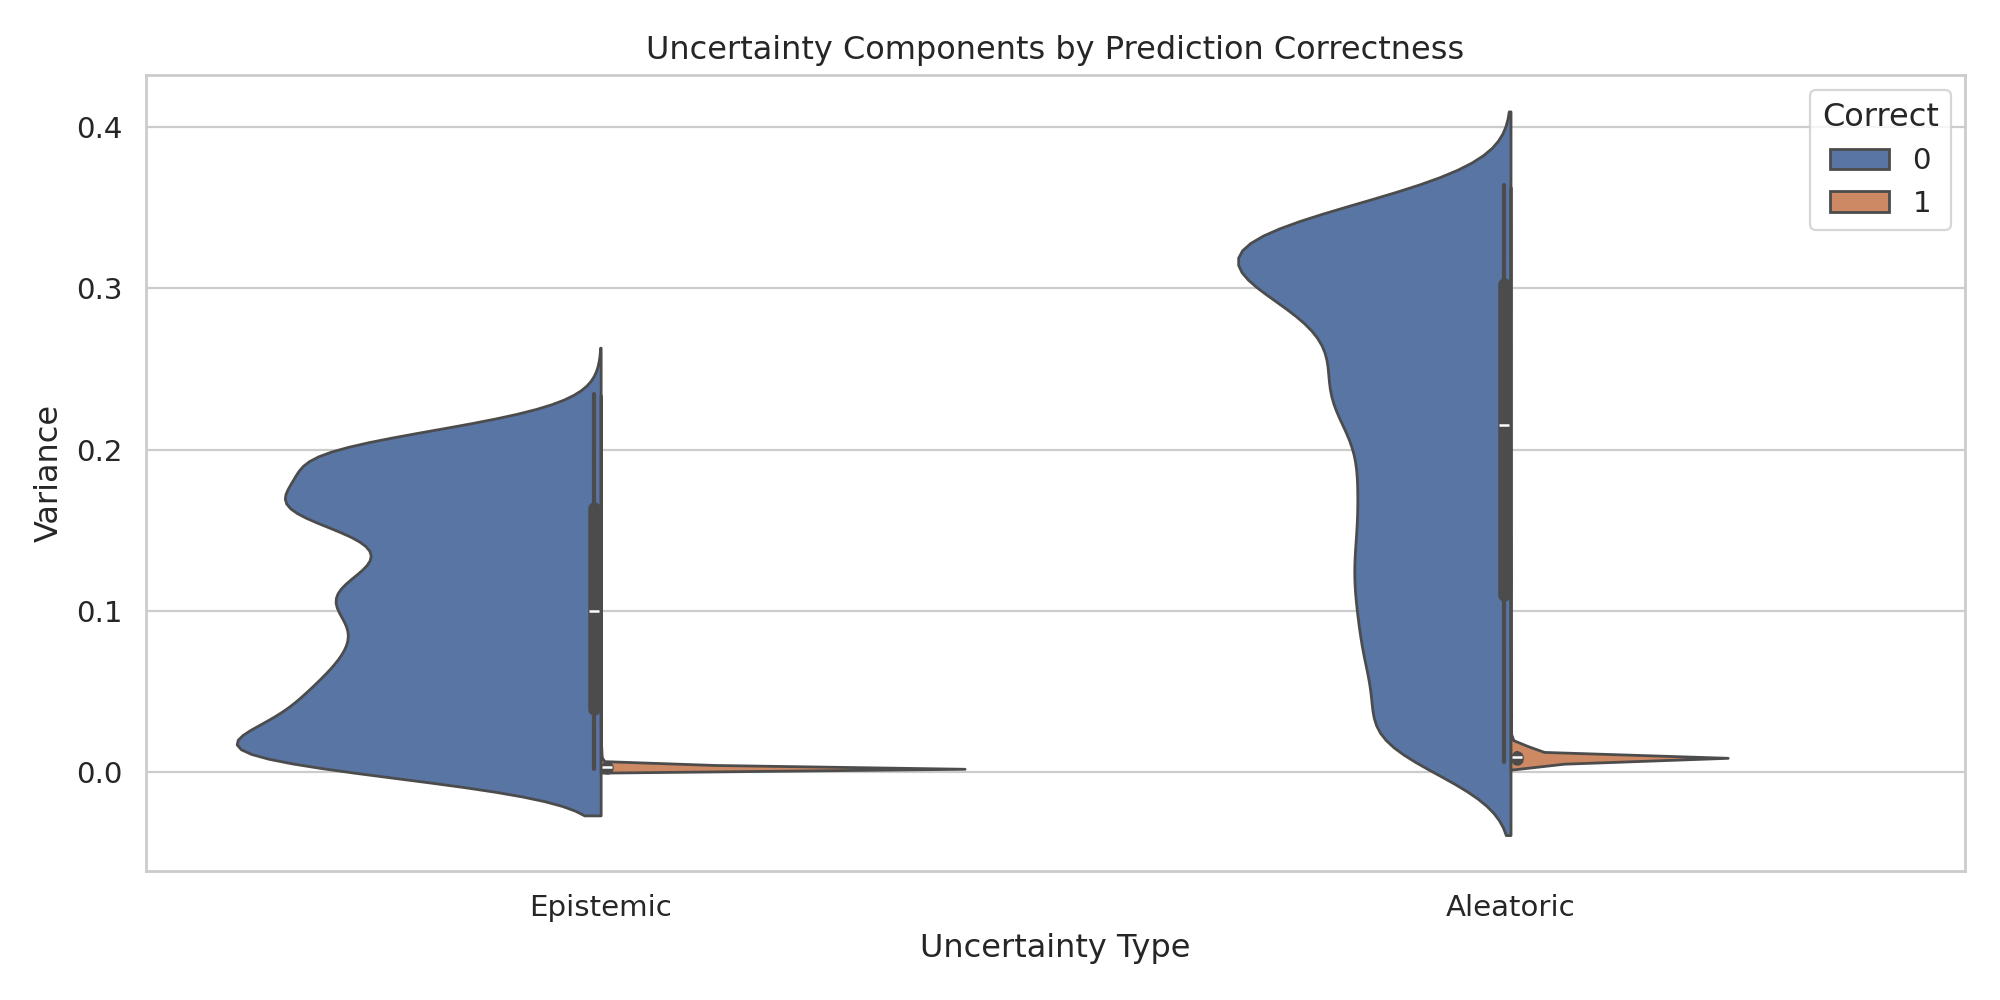 Uncertainty Components by Prediction Correctness
Correct
0
1
0.4
0.3
0.2
0.1
0.0
Variance
Epistemic
Aleatoric
Uncertainty Type